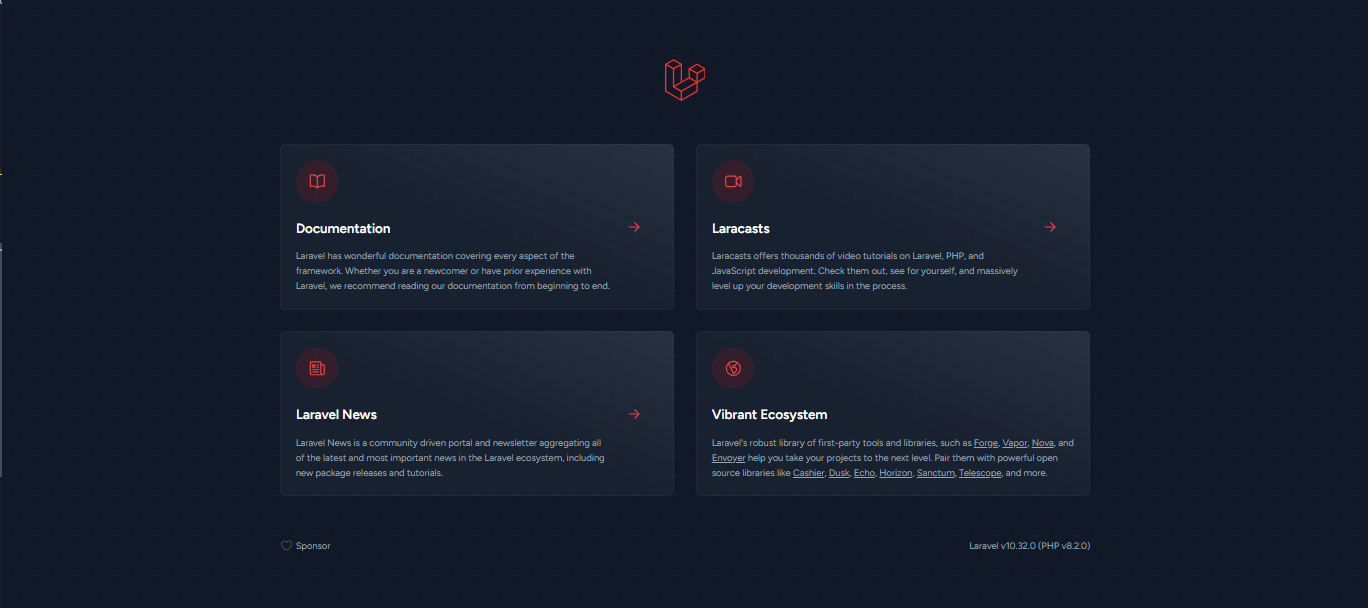 Documentation
Laravel has wonderful documentation covering every aspect of the
framework. Whether you are a newcomer or have prior experience with
Laravel, we recommend reading our documentation from beginning to end.
Laracasts
Laracasts offers thousands of video tutorials on Laravel, PHP, and
JavaScript development. Check them out, see for yourself, and massively
level up your development skills in the process.
Laravel News
Laravel News is a community driven portal and newsletter aggregating all
of the latest and most important news in the Laravel ecosystem, including
new package releases and tutorials.
Vibrant Ecosystem
Laravel's robust library of first-party tools and libraries, such as Forge, Vapor, Nova, and
Envoyer help you take your projects to the next level. Pair them with powerful open
source libraries like Cashier, Dusk, Echo, Horizon, Sanctum, Telescope, and more.
Sponsor
Laravel v10.32.0 (PHP v8.2.0)